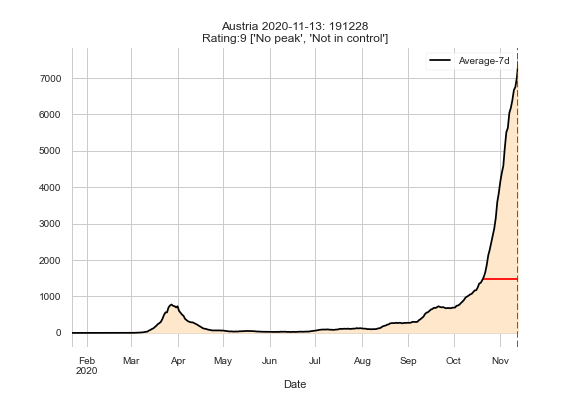 Austria 2020-11-13: 191228
Rating:9 ['No peak', 'Not in control']
Average-7d
7000
6000
5000
4000
3000
2000
1000
0
Feb Mar Apr May Jun Jul Aug Sep Oct Nov
2020
Date